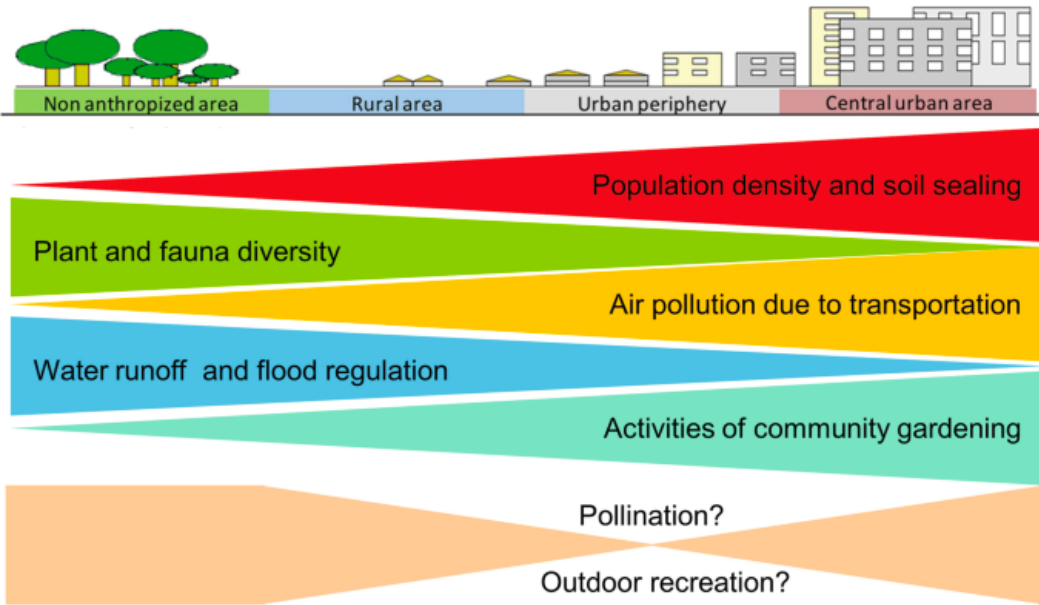 Non anthropized area
Rural area
Urban periphery
Central urban area
Population density and soil sealing
Plant and fauna diversity
Air pollution due to transportation
Water runoff and flood regulation
Activities of community gardening
Pollination?
Outdoor recreation?